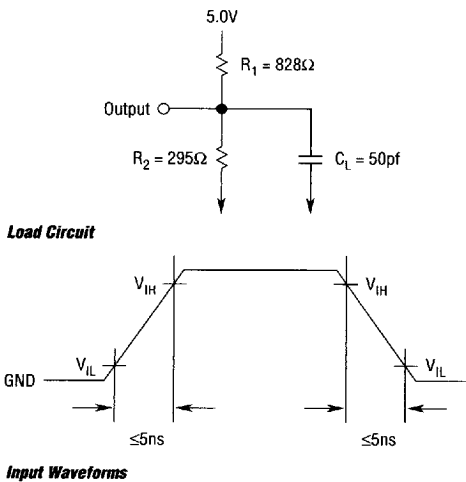 5.0V
R1 = 828Ω
Output
R2 = 295Ω
CL = 50pf
Load Circuit
VIH
VIH
VIL
VIL
GND
≤5ns
≤5ns
Input Waveforms